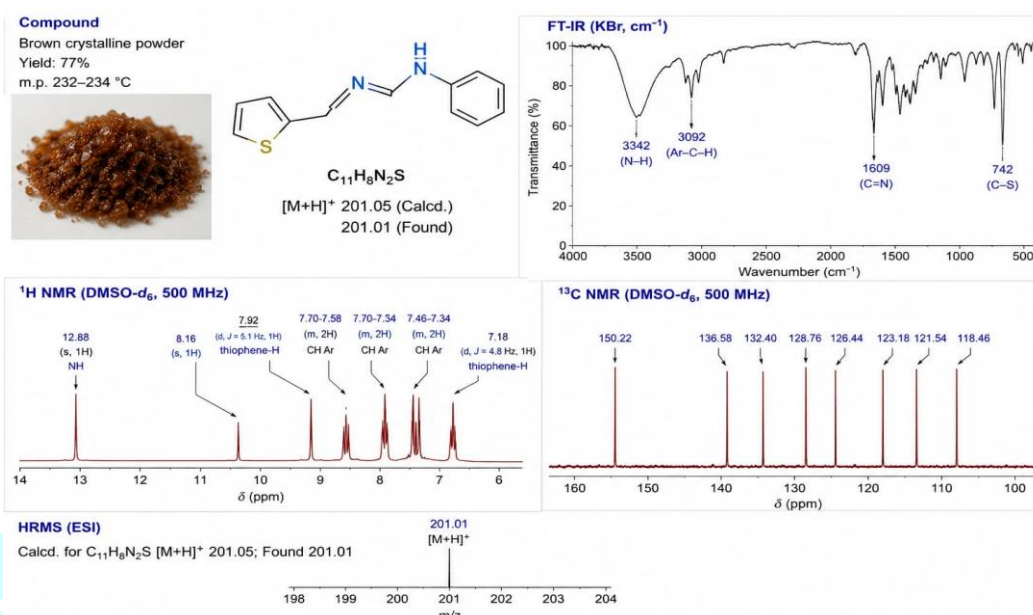 Compound
Brown crystalline powder
Yield: 77%
m.p. 232–234 °C
N
H
N
S
C₁₁H₈N₂S
[M+H]⁺ 201.05 (Calcd.)
201.01 (Found)
FT-IR (KBr, cm⁻¹)
Transmittance (%)
100
80
60
40
20
0
3342
(N–H)
3092
(Ar–C–H)
1609
(C=N)
742
(C–S)
4000 3500 3000 2500 2000 1500 1000 500
Wavenumber (cm⁻¹)
¹H NMR (DMSO-d₆, 500 MHz)
12.88
(s, 1H)
NH
8.16
(s, 1H)
7.92
(d, J = 5.1 Hz, 1H)
thiophene-H
7.70-7.58
(m, 2H)
CH Ar
7.70-7.34
(m, 2H)
CH Ar
7.46-7.34
(m, 2H)
CH Ar
7.18
(d, J = 4.8 Hz, 1H)
thiophene-H
14 13 12 11 10 9 8 7 6
δ (ppm)
¹³C NMR (DMSO-d₆, 500 MHz)
150.22 136.58 132.40 128.76 126.44 123.18 121.54 118.46
160 150 140 130 120 110 100
δ (ppm)
HRMS (ESI)
Calcd. for C₁₁H₈N₂S [M+H]⁺ 201.05; Found 201.01
201.01
[M+H]⁺
198 199 200 201 202 203 204
m/z